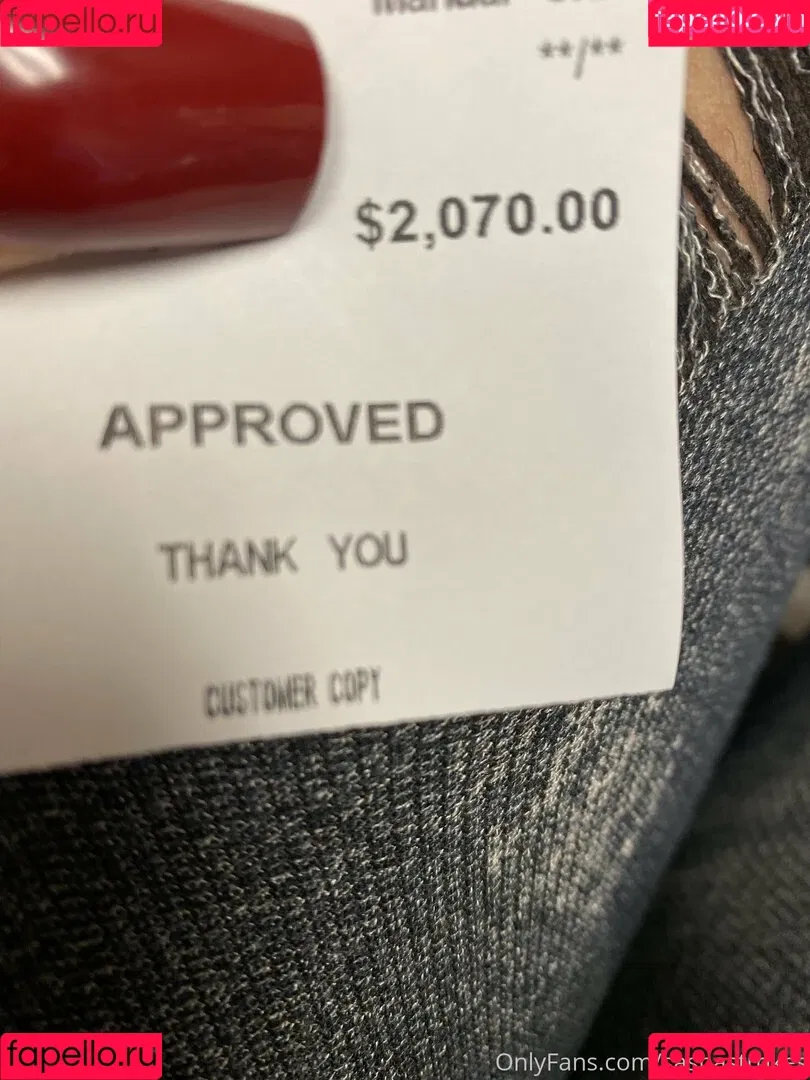 fapello.ru
fapello.ru
**/**
$2,070.00
APPROVED
THANK YOU
CUSTOMER COPY
OnlyFans.com
fapello.ru
fapello.ru